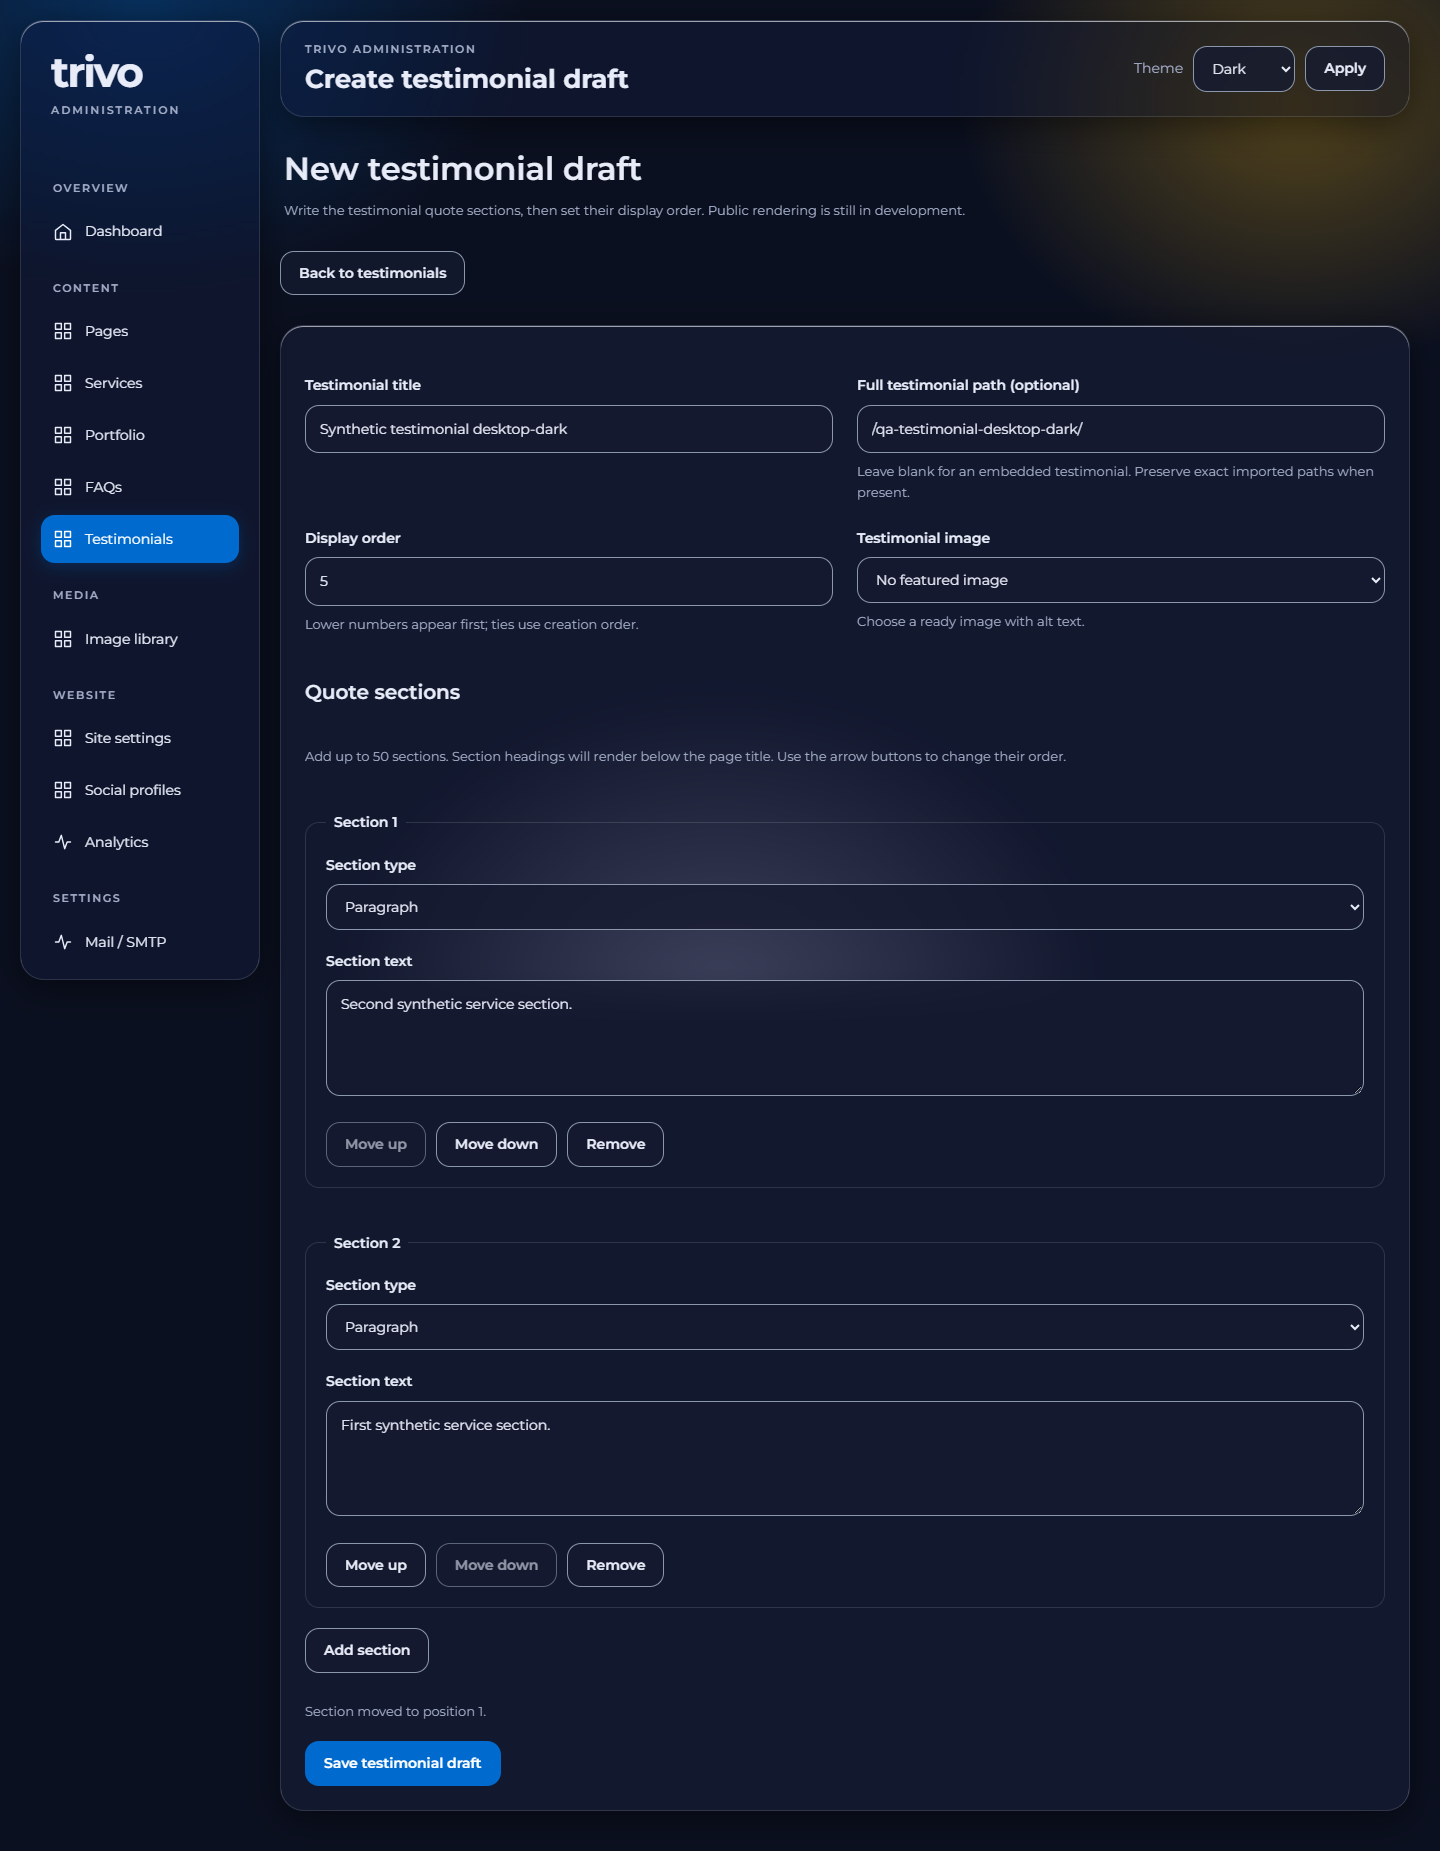 trivo
ADMINISTRATION
OVERVIEW
Dashboard
CONTENT
Pages
Services
Portfolio
FAQs
Testimonials
MEDIA
Image library
WEBSITE
Site settings
Social profiles
Analytics
SETTINGS
Mail / SMTP
TRIVO ADMINISTRATION
Create testimonial draft
Theme
Dark
Apply
New testimonial draft
Write the testimonial quote sections, then set their display order. Public rendering is still in development.
Back to testimonials
Testimonial title
Synthetic testimonial desktop-dark
Full testimonial path (optional)
/qa-testimonial-desktop-dark/
Leave blank for an embedded testimonial. Preserve exact imported paths when
present.
Display order
5
Lower numbers appear first; ties use creation order.
Testimonial image
No featured image
Choose a ready image with alt text.
Quote sections
Add up to 50 sections. Section headings will render below the page title. Use the arrow buttons to change their order.
Section 1
Section type
Paragraph
Section text
Second synthetic service section.
Move up
Move down
Remove
Section 2
Section type
Paragraph
Section text
First synthetic service section.
Move up
Move down
Remove
Add section
Section moved to position 1.
Save testimonial draft